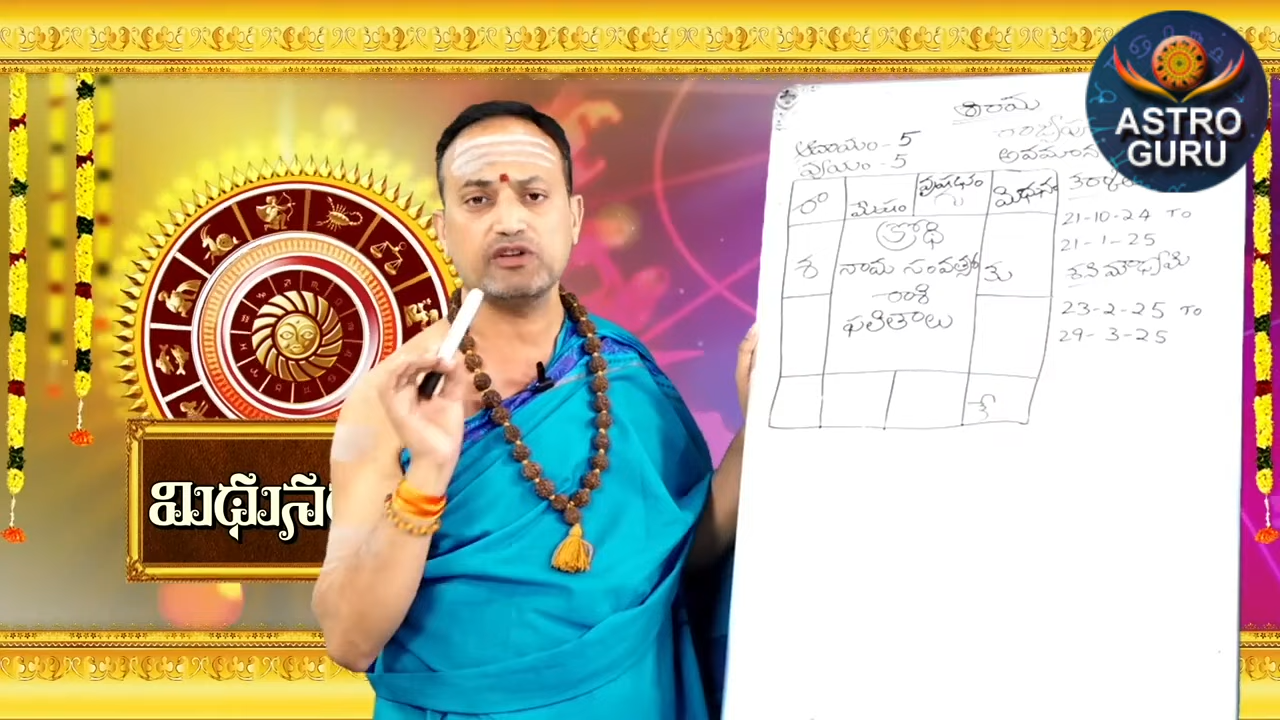 ASTRO
GURU
శ్రీరామ
ఆదాయం - 5
వ్యయం - 5
అవమాన
రా
మేషం
వృషభం
మిథున
21-10-24 TO
21-1-25
శ
క్రోధి
నామ సంవత్సర
రాశి
ఫలితాలు
23-2-25 TO
29-3-25
కే
మిథున